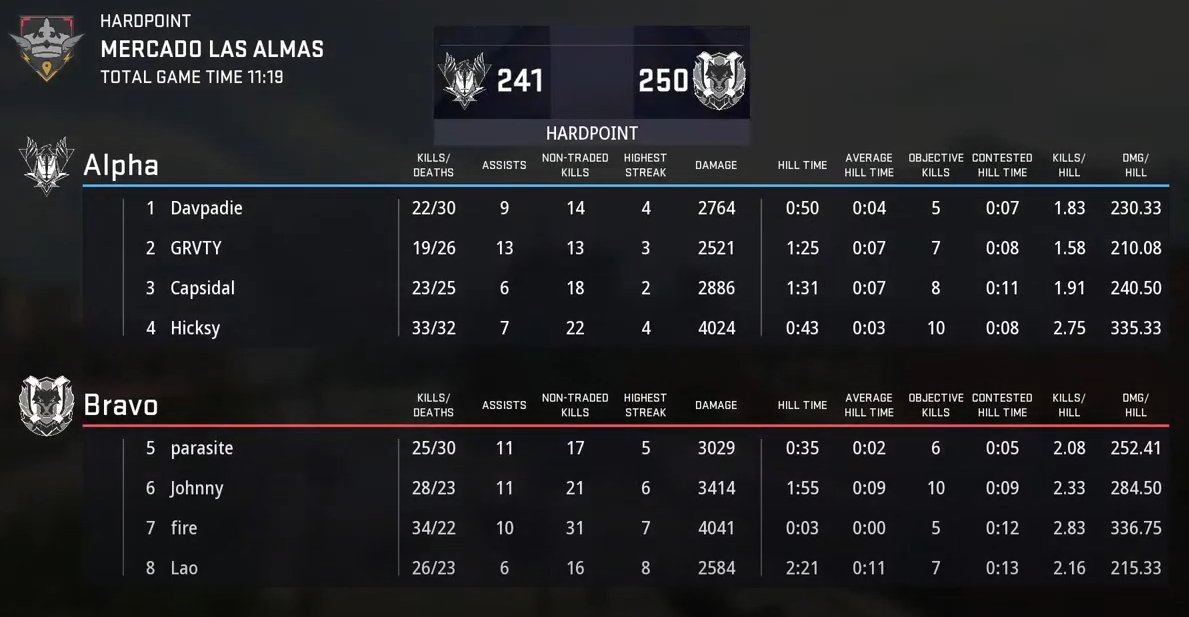 HARDPOINT
MERCADO LAS ALMAS
TOTAL GAME TIME 11:19
241 250
HARDPOINT
Alpha KILLS/DEATHS ASSISTS NON-TRADED KILLS HIGHEST STREAK DAMAGE HILL TIME AVERAGE HILL TIME OBJECTIVE KILLS CONTESTED HILL TIME KILLS/HILL DMG/HILL
1 Davpadie 22/30 9 14 4 2764 0:50 0:04 5 0:07 1.83 230.33
2 GRVTY 19/26 13 13 3 2521 1:25 0:07 7 0:08 1.58 210.08
3 Capsidal 23/25 6 18 2 2886 1:31 0:07 8 0:11 1.91 240.50
4 Hicksy 33/32 7 22 4 4024 0:43 0:03 10 0:08 2.75 335.33
Bravo KILLS/DEATHS ASSISTS NON-TRADED KILLS HIGHEST STREAK DAMAGE HILL TIME AVERAGE HILL TIME OBJECTIVE KILLS CONTESTED HILL TIME KILLS/HILL DMG/HILL
5 parasite 25/30 11 17 5 3029 0:35 0:02 6 0:05 2.08 252.41
6 Johnny 28/23 11 21 6 3414 1:55 0:09 10 0:09 2.33 284.50
7 fire 34/22 10 31 7 4041 0:03 0:00 5 0:12 2.83 336.75
8 Lao 26/23 6 16 8 2584 2:21 0:11 7 0:13 2.16 215.33